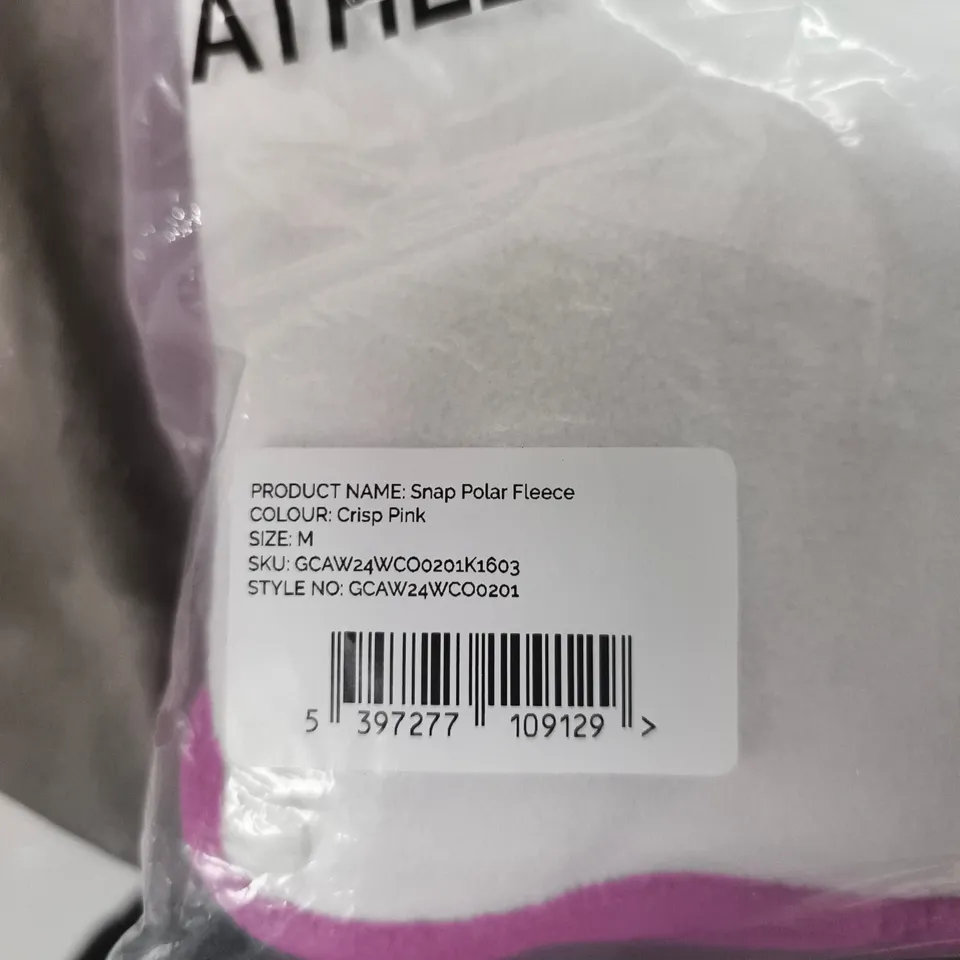 PRODUCT NAME: Snap Polar Fleece
COLOUR: Crisp Pink
SIZE: M
SKU: GCAW24WCO0201K1603
STYLE NO: GCAW24WCO0201
5 397277 109129 >